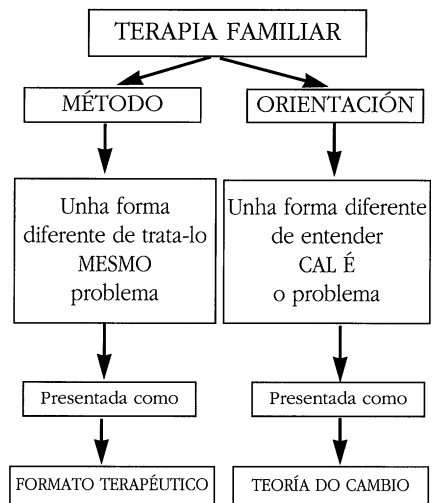 TERAPIA FAMILIAR
MÉTODO
ORIENTACIÓN
Unha forma
diferente de trata-lo
MESMO
problema
Unha forma diferente
de entender
CAL É
o problema
Presentada como
Presentada como
FORMATO TERAPÉUTICO
TEORÍA DO CAMBIO